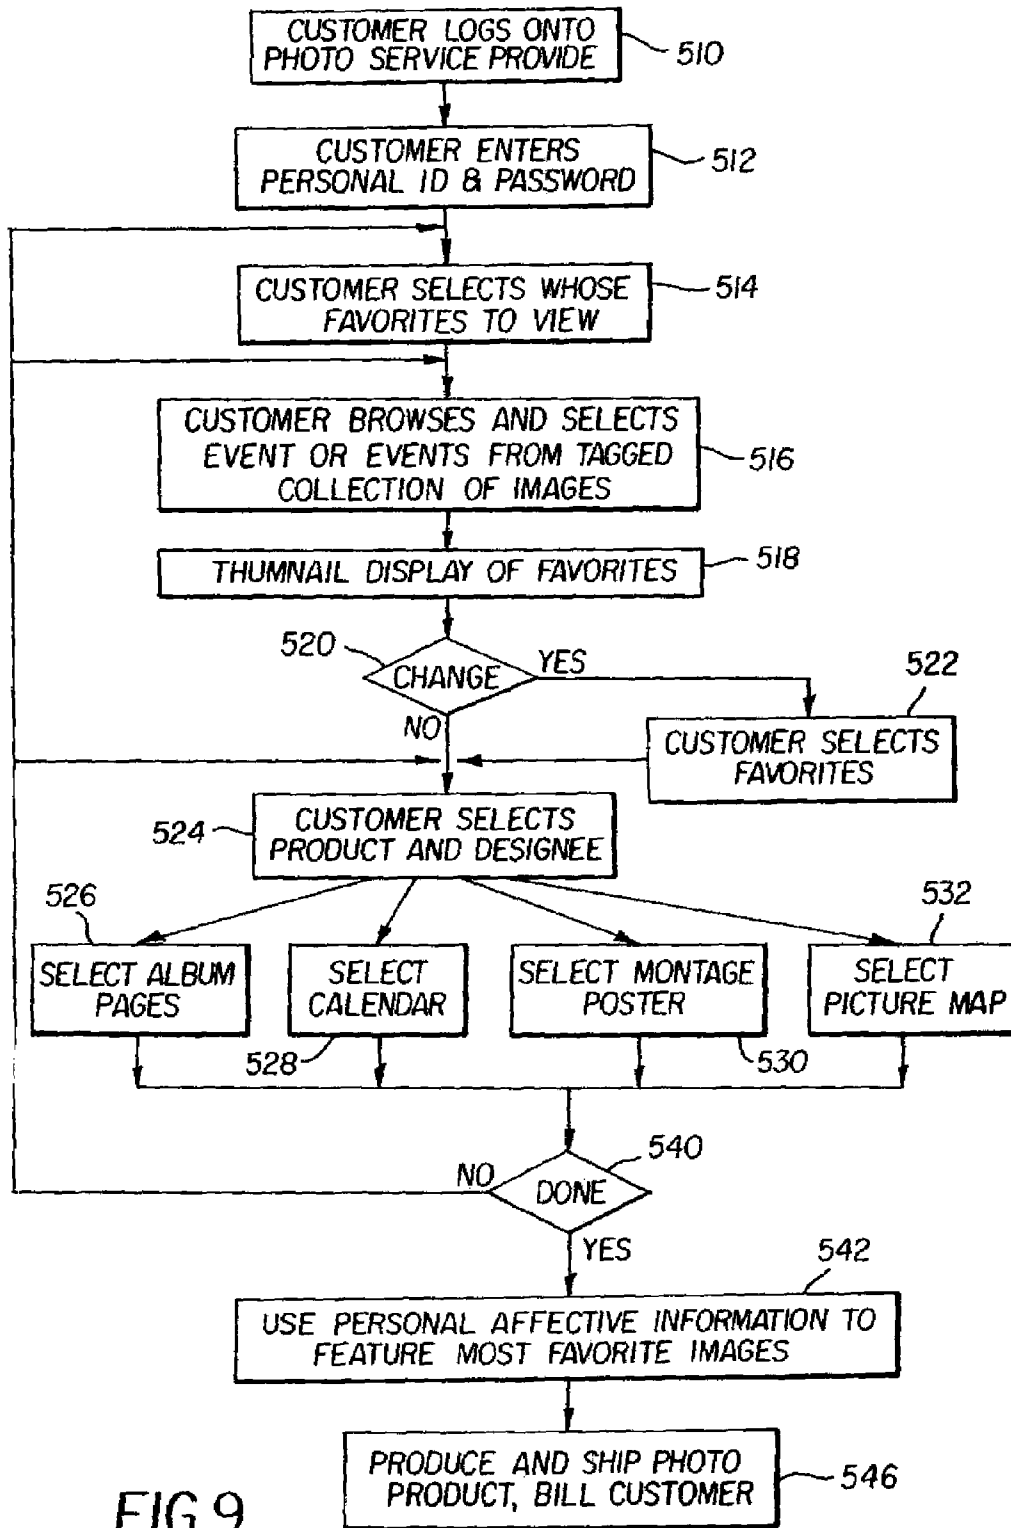 CUSTOMER LOGS ONTO
PHOTO SERVICE PROVIDE
510
CUSTOMER ENTERS
PERSONAL ID & PASSWORD
512
CUSTOMER SELECTS WHOSE
FAVORITES TO VIEW
514
CUSTOMER BROWSES AND SELECTS
EVENT OR EVENTS FROM TAGGED
COLLECTION OF IMAGES
516
THUMNAIL DISPLAY OF FAVORITES
518
520
CHANGE
YES
NO
522
CUSTOMER SELECTS
FAVORITES
524
CUSTOMER SELECTS
PRODUCT AND DESIGNEE
526
SELECT ALBUM
PAGES
SELECT
CALENDAR
528
SELECT MONTAGE
POSTER
530
532
SELECT
PICTURE MAP
540
NO
DONE
YES
542
USE PERSONAL AFFECTIVE INFORMATION TO
FEATURE MOST FAVORITE IMAGES
PRODUCE AND SHIP PHOTO
PRODUCT, BILL CUSTOMER
546
FIG.9